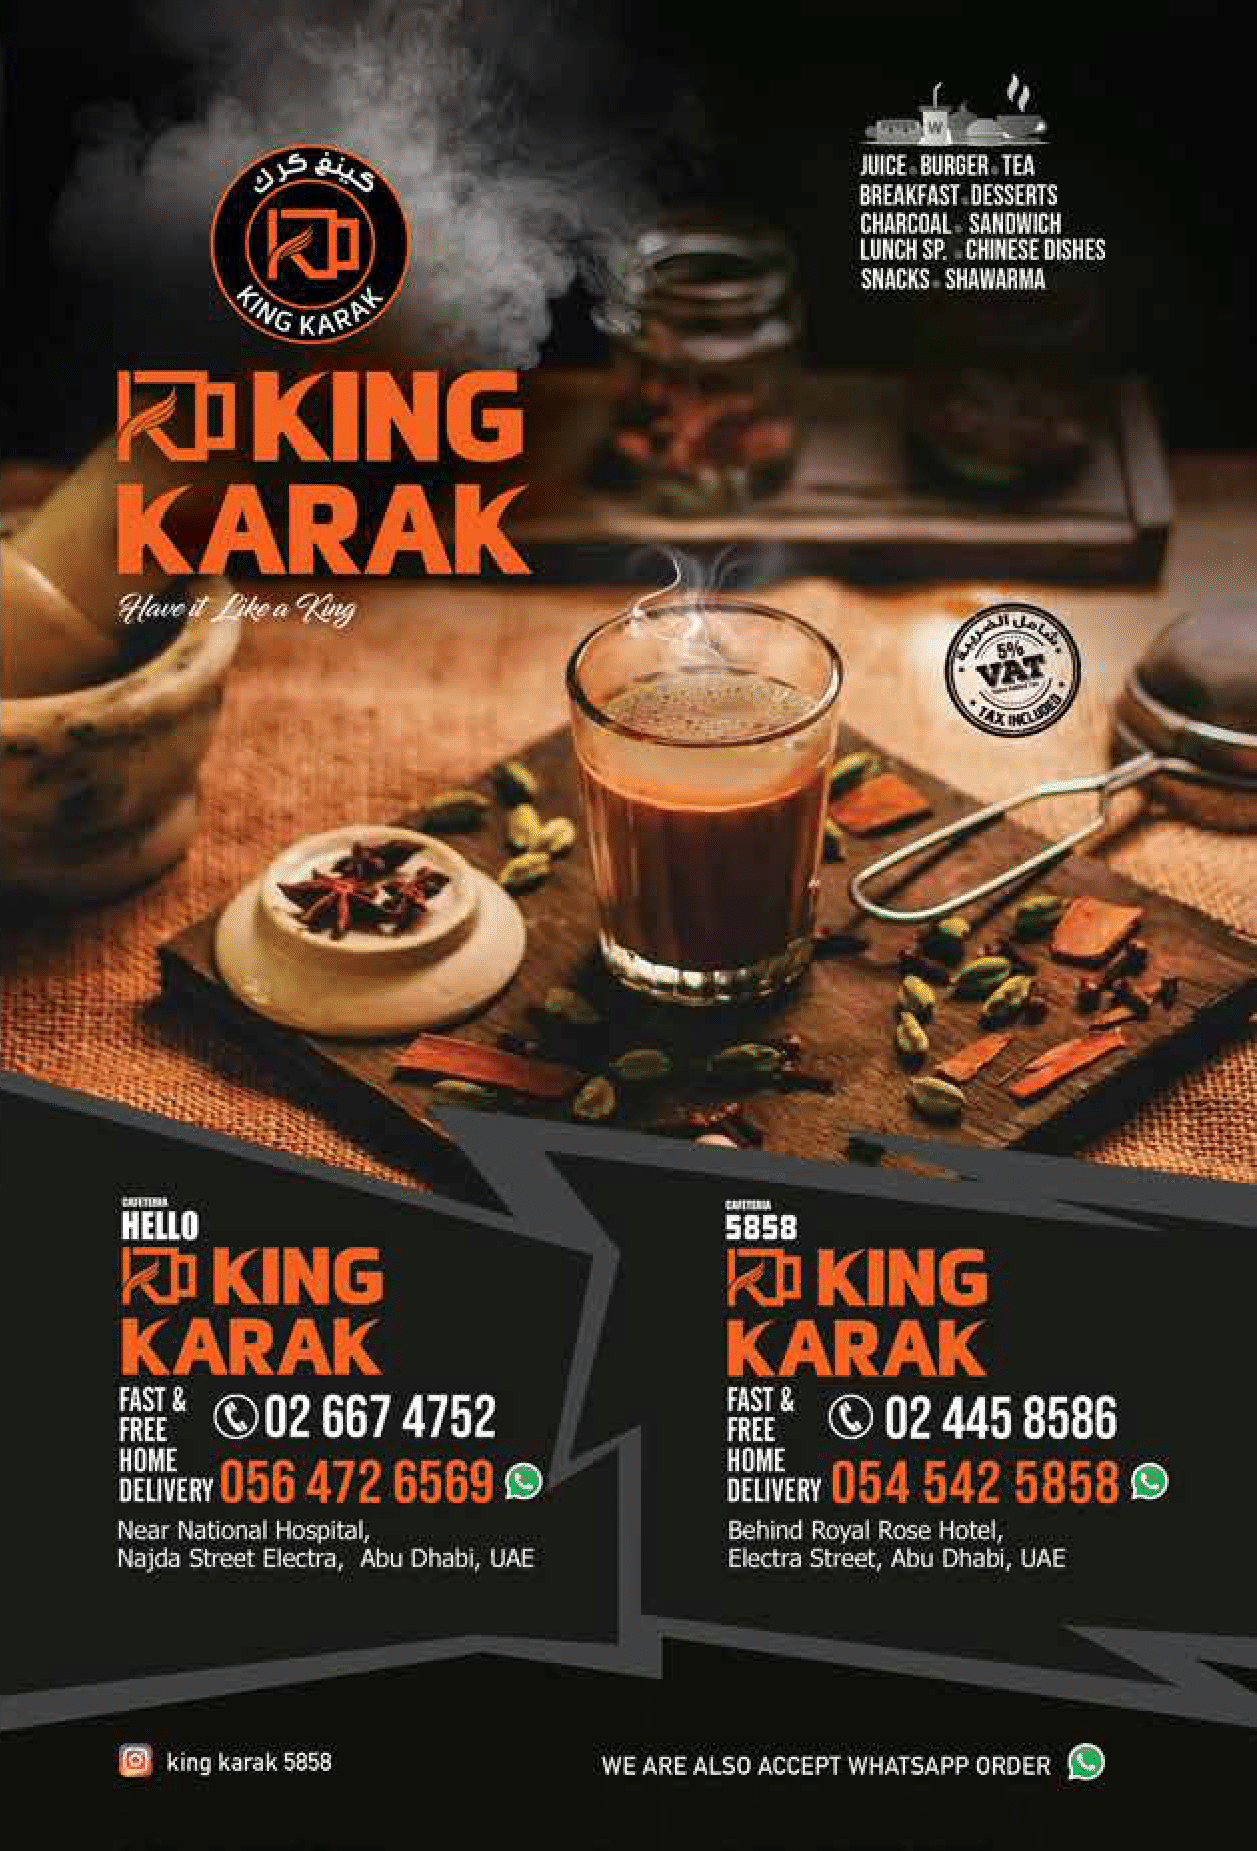 كينغ كرك
KING KARAK
W
JUICE • BURGER • TEA
BREAKFAST • DESSERTS
CHARCOAL • SANDWICH
LUNCH SP. • CHINESE DISHES
SNACKS • SHAWARMA
KING
KARAK
Have it Like a King
شامل الضريبة
5%
VAT
TAX INCLUDED
CAFETERIA
HELLO
KING
KARAK
FAST &
FREE
HOME
DELIVERY
02 667 4752
056 472 6569
Near National Hospital,
Najda Street Electra, Abu Dhabi, UAE
CAFETERIA
5858
KING
KARAK
FAST &
FREE
HOME
DELIVERY
02 445 8586
054 542 5858
Behind Royal Rose Hotel,
Electra Street, Abu Dhabi, UAE
king karak 5858
WE ARE ALSO ACCEPT WHATSAPP ORDER